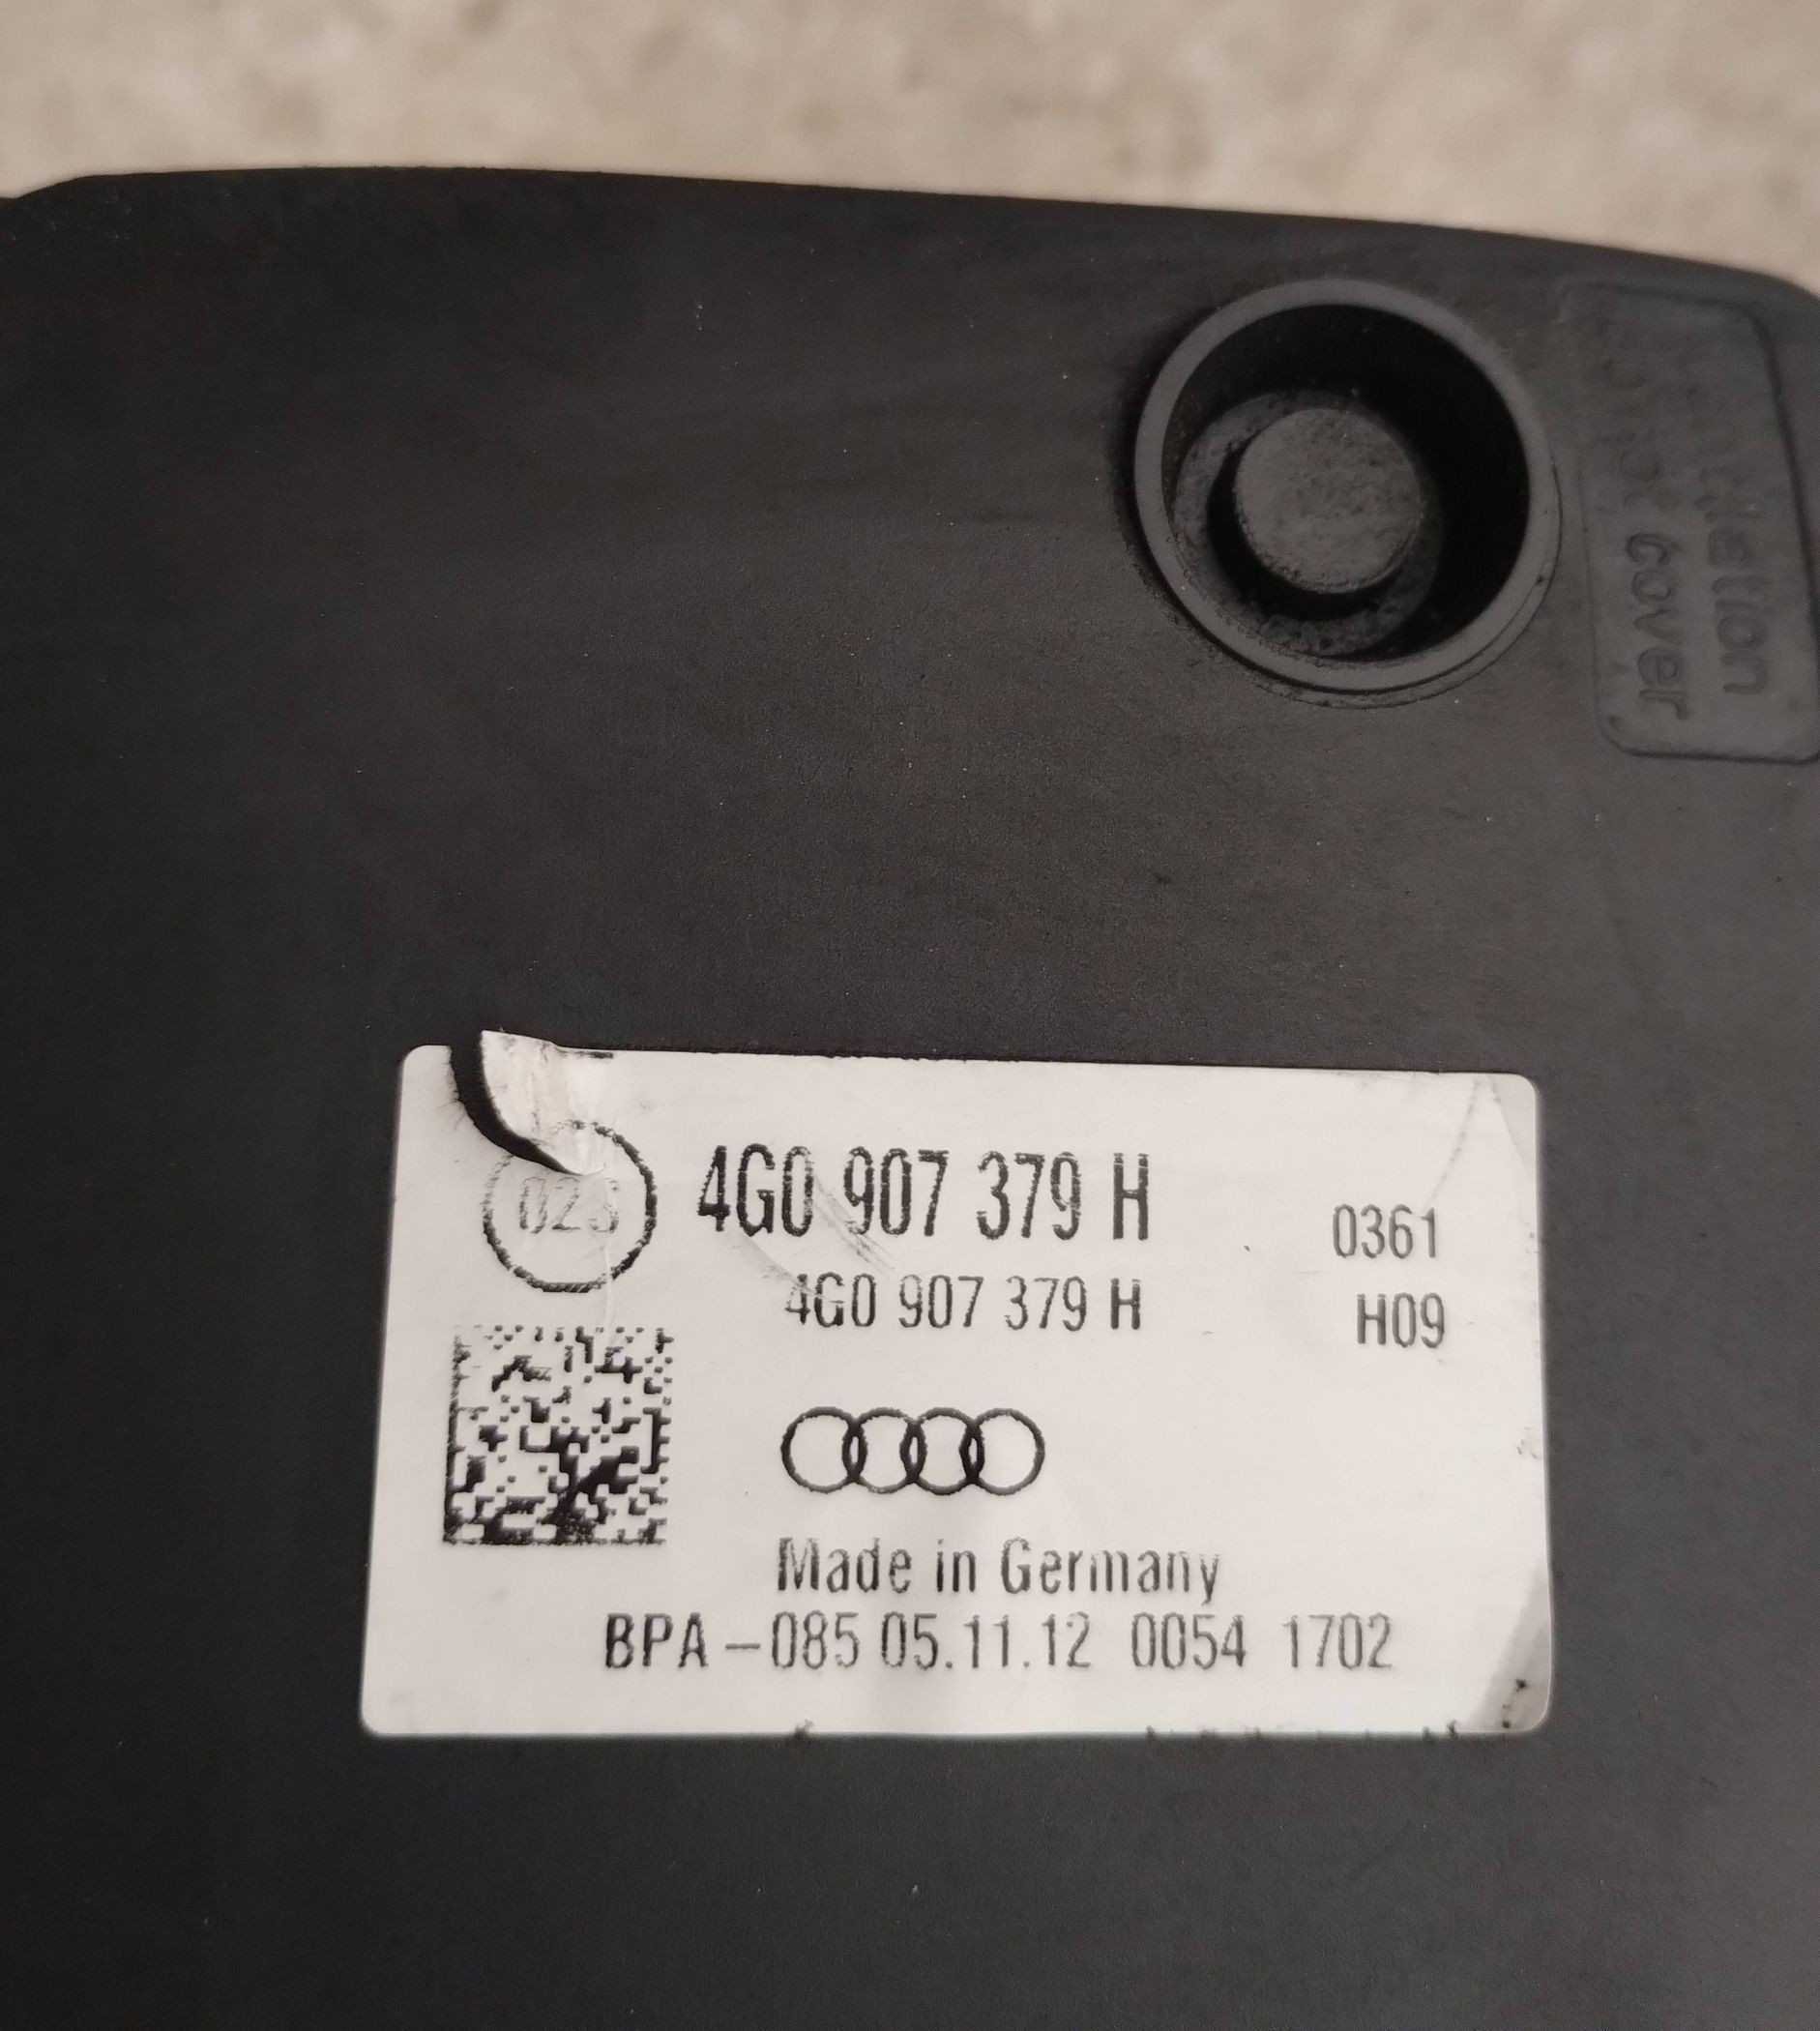 cover
4G0 907 379 H
0361
4G0 907 379 H
H09
Made in Germany
BPA-085 05.11.12 0054 1702